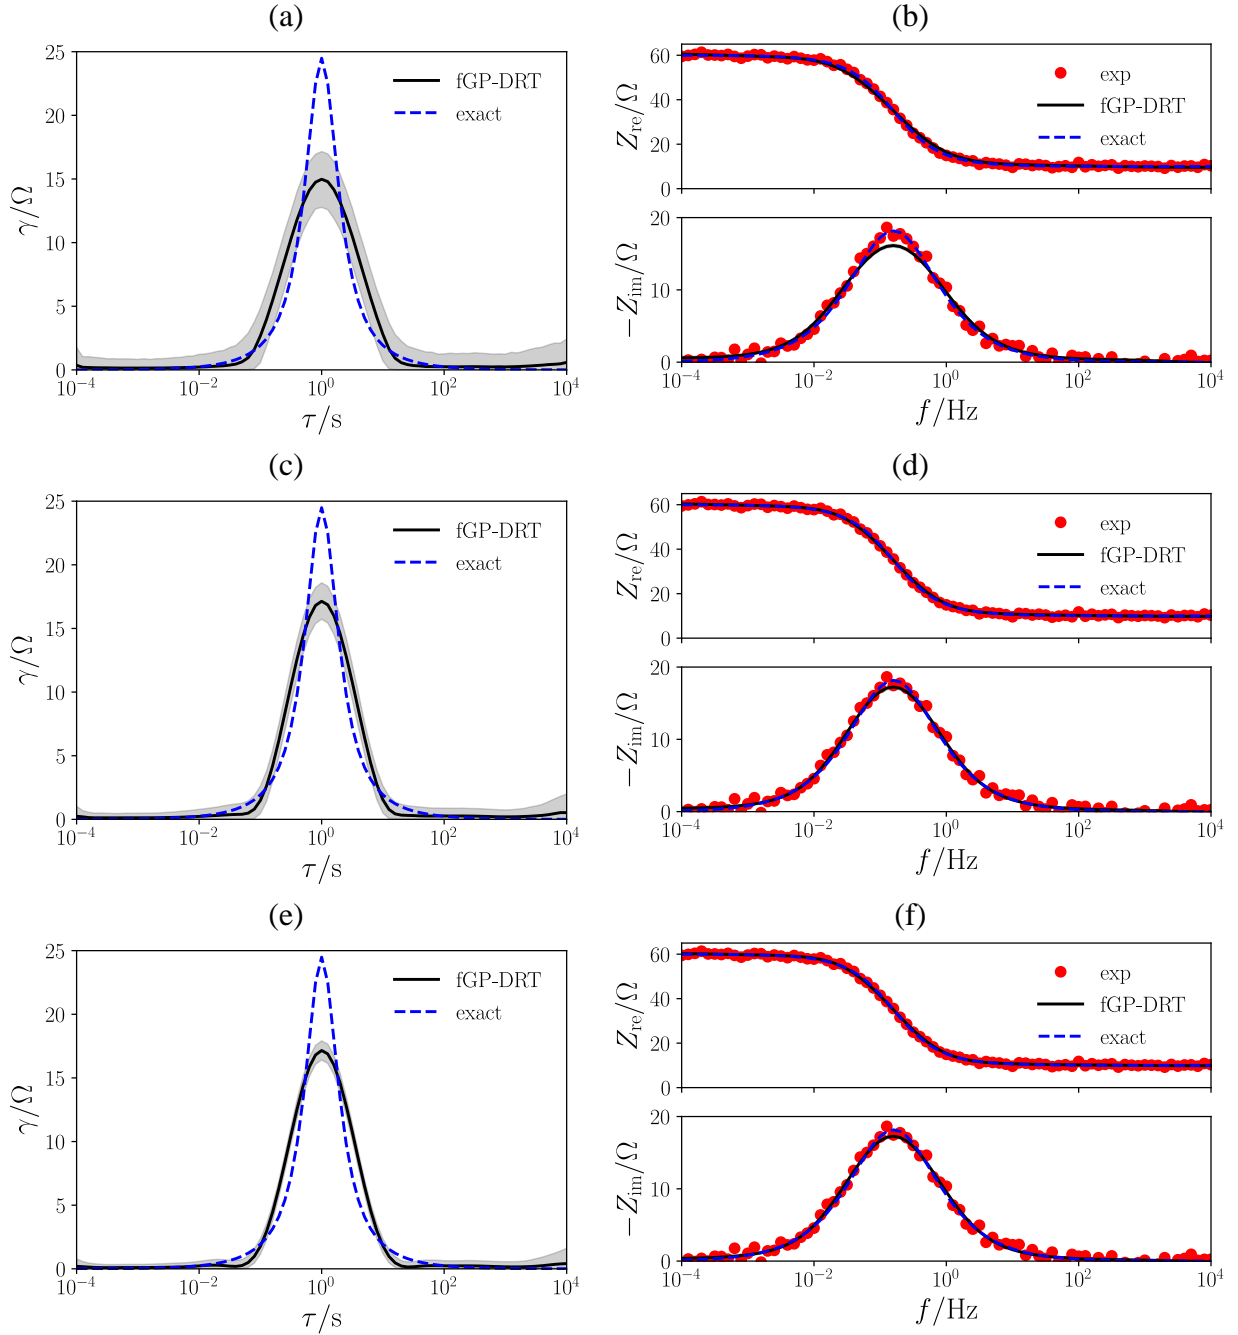 (a)
25
20
15
10
5
0
γ/Ω
fGP-DRT
exact
10⁻⁴ 10⁻² 10⁰ 10² 10⁴
τ/s
(b)
60
40
20
0
Z_re/Ω
exp
fGP-DRT
exact
20
10
0
−Z_im/Ω
10⁻⁴ 10⁻² 10⁰ 10² 10⁴
f/Hz
(c)
25
20
15
10
5
0
γ/Ω
fGP-DRT
exact
10⁻⁴ 10⁻² 10⁰ 10² 10⁴
τ/s
(d)
60
40
20
0
Z_re/Ω
exp
fGP-DRT
exact
20
10
0
−Z_im/Ω
10⁻⁴ 10⁻² 10⁰ 10² 10⁴
f/Hz
(e)
25
20
15
10
5
0
γ/Ω
fGP-DRT
exact
10⁻⁴ 10⁻² 10⁰ 10² 10⁴
τ/s
(f)
60
40
20
0
Z_re/Ω
exp
fGP-DRT
exact
20
10
0
−Z_im/Ω
10⁻⁴ 10⁻² 10⁰ 10² 10⁴
f/Hz